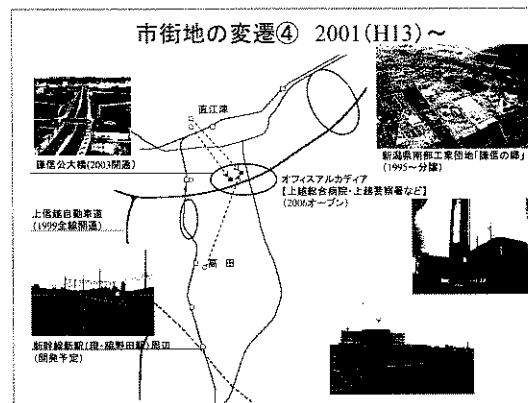 市街地の変遷④ 2001(H13)～
直江津
謙信公大橋(2003開通)
新潟県南部工業団地「謙信の郷」
(1995～分譲)
オフィスアルカディア
【上越総合病院・上越警察署など】
(2006オープン)
上信越自動車道
(1999全線開通)
高田
新幹線新駅(現・脇野田駅)周辺
(開発予定)